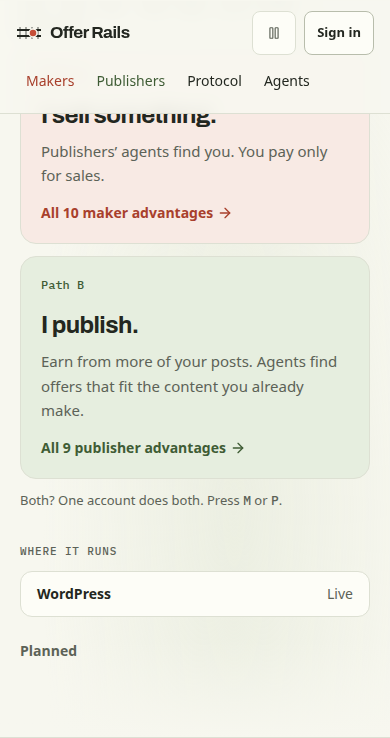 Offer Rails
Sign in
Makers Publishers Protocol Agents
I sell something.
Publishers’ agents find you. You pay only
for sales.
All 10 maker advantages →
Path B
I publish.
Earn from more of your posts. Agents find
offers that fit the content you already
make.
All 9 publisher advantages →
Both? One account does both. Press M or P.
WHERE IT RUNS
WordPress Live
Planned